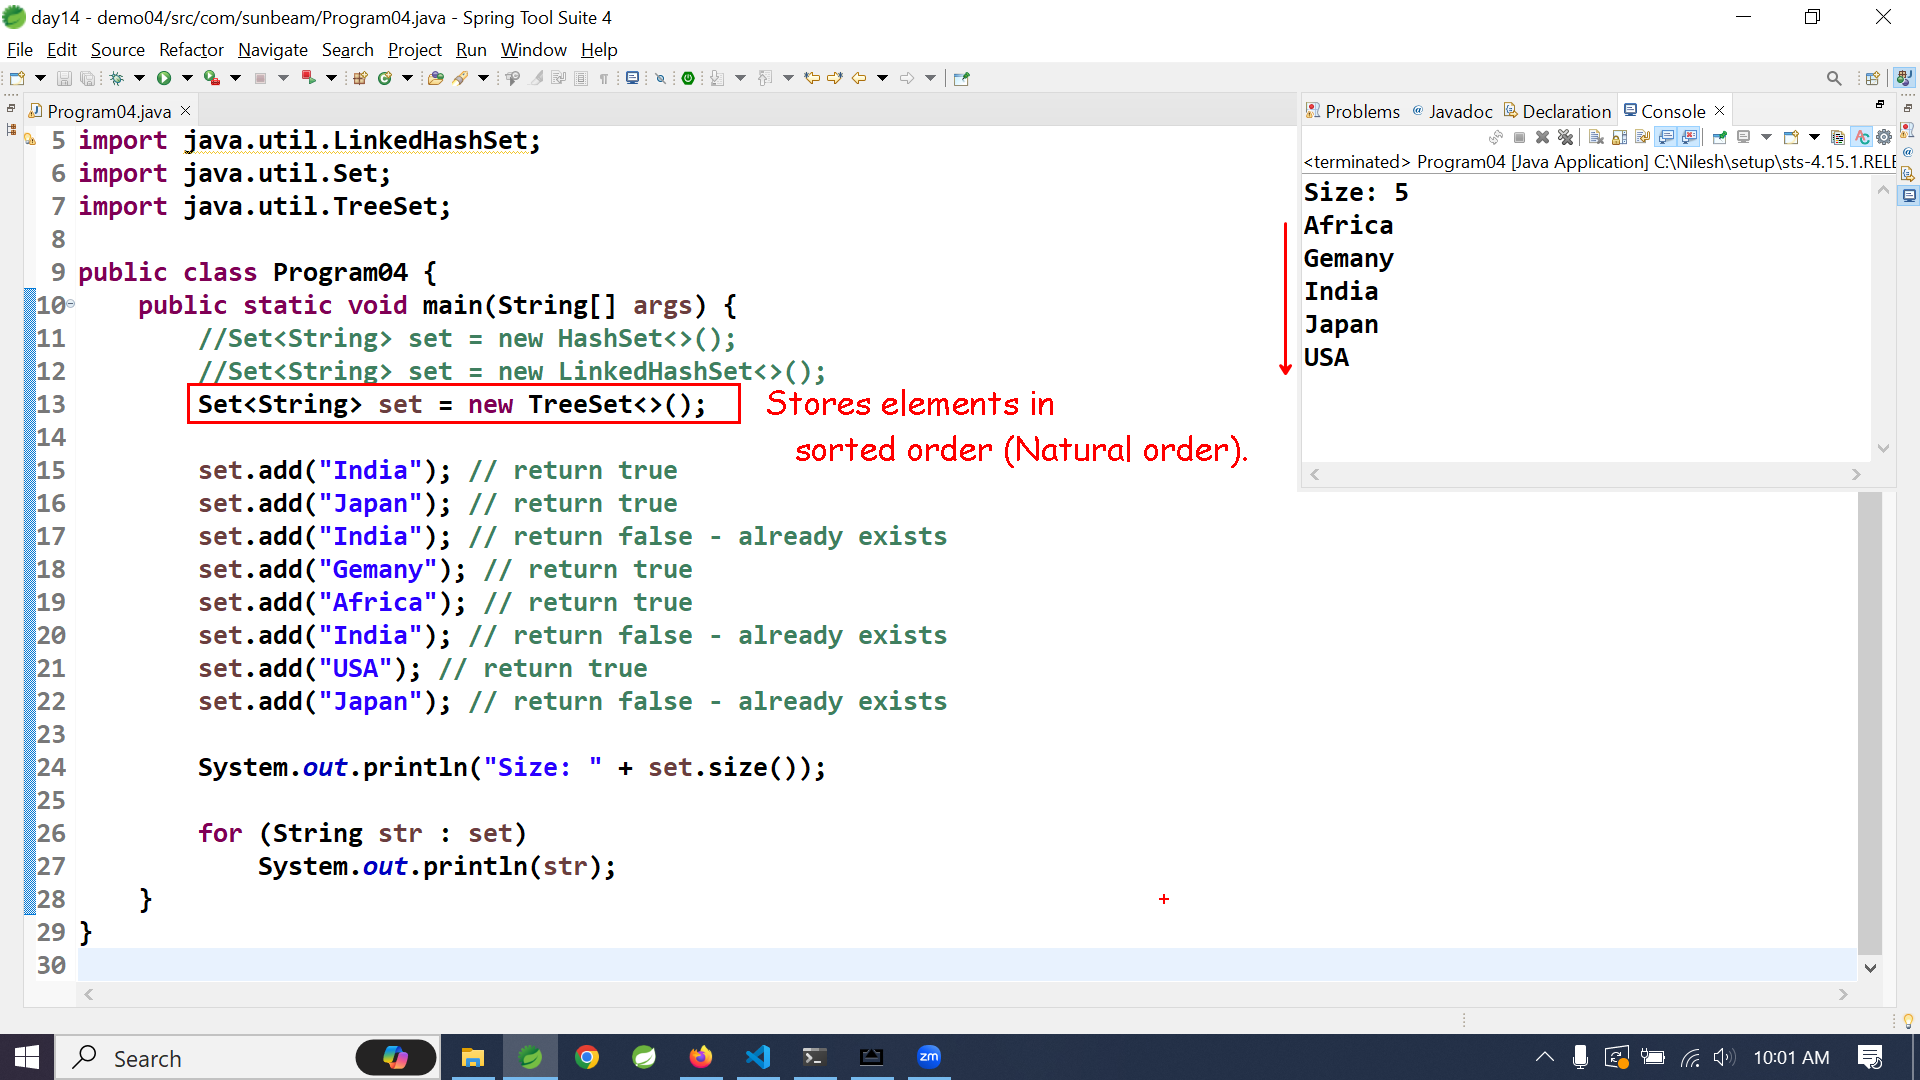 day14 - demo04/src/com/sunbeam/Program04.java - Spring Tool Suite 4
File Edit Source Refactor Navigate Search Project Run Window Help
Program04.java
5 import java.util.LinkedHashSet;
6 import java.util.Set;
7 import java.util.TreeSet;
8
9 public class Program04 {
10 public static void main(String[] args) {
11 //Set<String> set = new HashSet<>();
12 //Set<String> set = new LinkedHashSet<>();
13 Set<String> set = new TreeSet<>();
Stores elements in
sorted order (Natural order).
14
15 set.add("India"); // return true
16 set.add("Japan"); // return true
17 set.add("India"); // return false - already exists
18 set.add("Gemany"); // return true
19 set.add("Africa"); // return true
20 set.add("India"); // return false - already exists
21 set.add("USA"); // return true
22 set.add("Japan"); // return false - already exists
23
24 System.out.println("Size: " + set.size());
25
26 for (String str : set)
27 System.out.println(str);
28 }
29 }
30
Problems @ Javadoc Declaration Console
<terminated> Program04 [Java Application] C:\Nilesh\setup\sts-4.15.1.RELE
Size: 5
Africa
Gemany
India
Japan
USA
Search
zm
10:01 AM